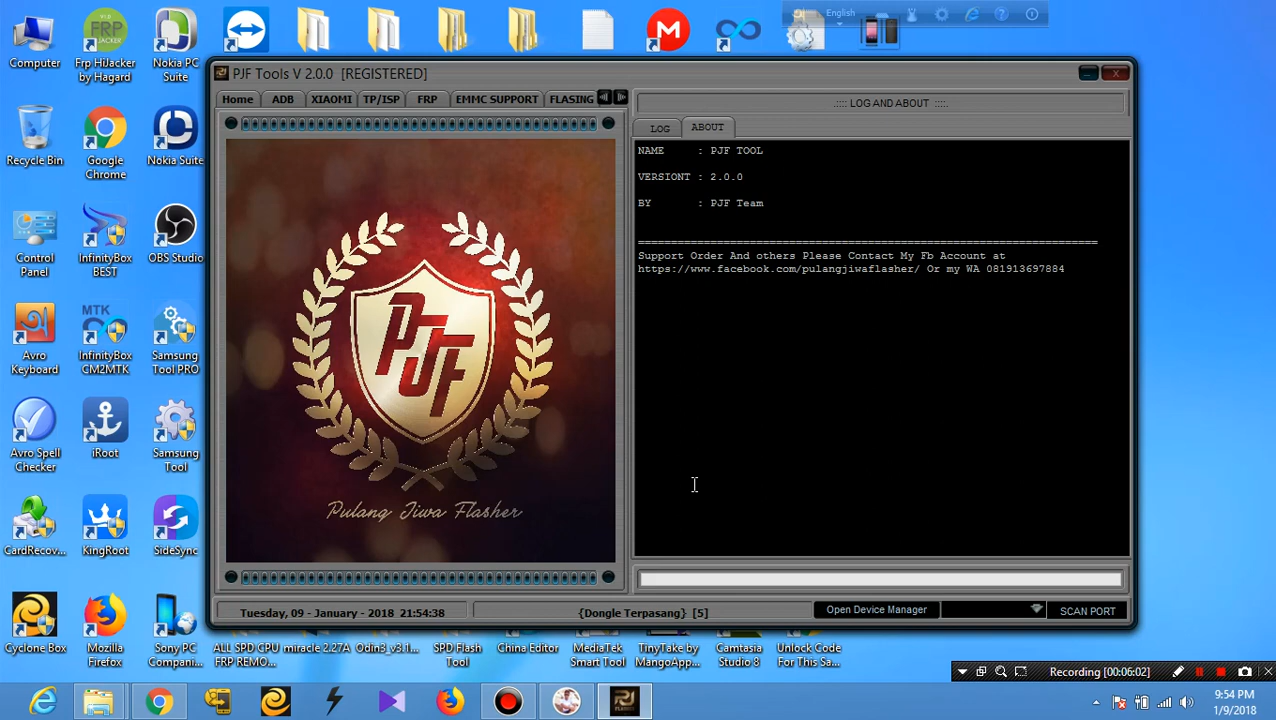 English
Computer
Frp HiJacker
by Hagard
Nokia PC
Suite
PJF Tools V 2.0.0 [REGISTERED]
Home
ADB
XIAOMI
TP/ISP
FRP
EMMC SUPPORT
FLASING
.:::: LOG AND ABOUT ::::.
LOG
ABOUT
NAME : PJF TOOL
VERSIONT : 2.0.0
BY : PJF Team
======================================================================
Support Order And others Please Contact My Fb Account at
https://www.facebook.com/pulangjiwaflasher/ Or my WA 081913697884
PJF
Pulang Jiwa Flasher
Recycle Bin
Google
Chrome
Nokia Suite
Control
Panel
InfinityBox
BEST
OBS Studio
Avro
Keyboard
MTK
InfinityBox
CM2MTK
Samsung
Tool PRO
Avro Spell
Checker
iRoot
Samsung
Tool
CardRecov...
KingRoot
SideSync
Tuesday, 09 - January - 2018 21:54:38
{Dongle Terpasang} [5]
Open Device Manager
SCAN PORT
Cyclone Box
Mozilla
Firefox
Sony PC
Compani...
ALL SPD CPU
FRP REMO...
miracle 2.27A
Odin3_v3.1...
SPD Flash
Tool
China Editor
MediaTek
Smart Tool
TinyTake by
MangoApp...
Camtasia
Studio 8
Unlock Code
For This Sa...
Recording [00:06:02]
9:54 PM
1/9/2018